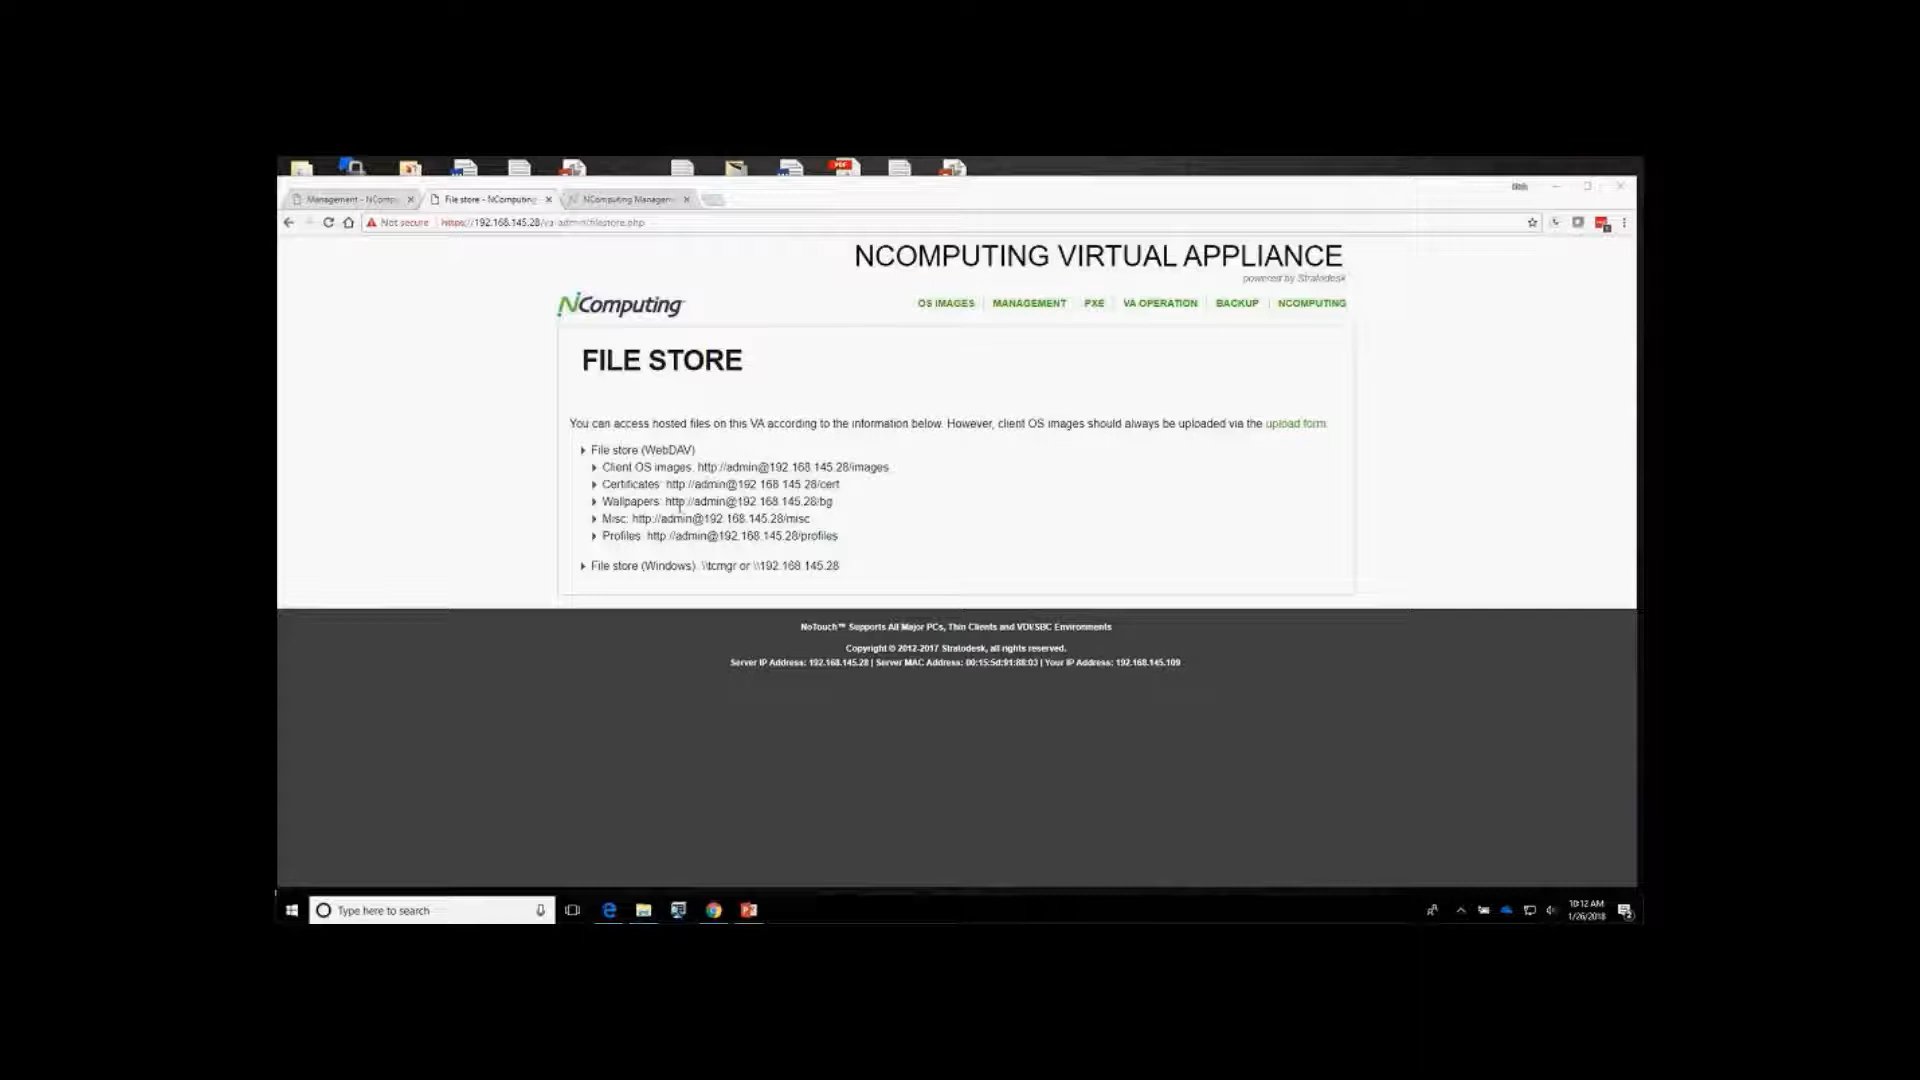 Management - NCompu
File store - NComputing
NComputing Managem
Not secure https://192.168.145.28/va-admin/filestore.php
NCOMPUTING VIRTUAL APPLIANCE
powered by Stratodesk
NComputing
OS IMAGES MANAGEMENT PXE VA OPERATION BACKUP NCOMPUTING
FILE STORE
You can access hosted files on this VA according to the information below. However, client OS images should always be uploaded via the upload form.
File store (WebDAV)
Client OS images: http://admin@192.168.145.28/images
Certificates: http://admin@192.168.145.28/cert
Wallpapers: http://admin@192.168.145.28/bg
Misc: http://admin@192.168.145.28/misc
Profiles: http://admin@192.168.145.28/profiles
File store (Windows): \\tcmgr or \\192.168.145.28
NoTouch™ Supports All Major PCs, Thin Clients and VDI/SBC Environments
Copyright © 2012-2017 Stratodesk, all rights reserved.
Server IP Address: 192.168.145.28 | Server MAC Address: 00:15:5d:91:88:03 | Your IP Address: 192.168.145.109
Type here to search
10:12 AM
1/26/2018